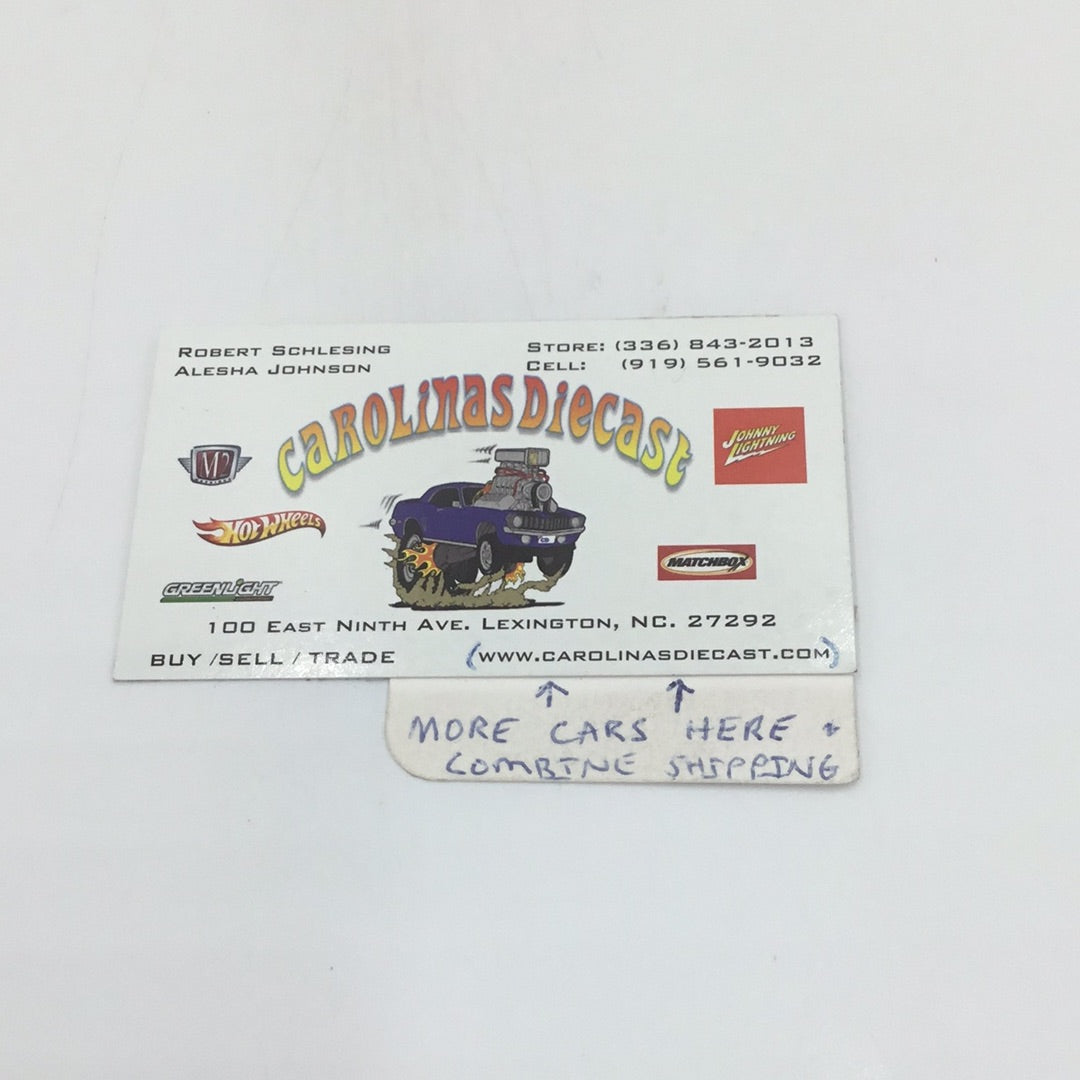 ROBERT SCHLESING
ALESHA JOHNSON
STORE: (336) 843-2013
CELL: (919) 561-9032
CAROLINAS DIECAST
M2
JOHNNY LIGHTNING
HOT WHEELS
MATCHBOX
GREENLIGHT
100 EAST NINTH AVE. LEXINGTON, NC. 27292
BUY /SELL / TRADE
(WWW.CAROLINASDIECAST.COM)
MORE CARS HERE +
COMBINE SHIPPING